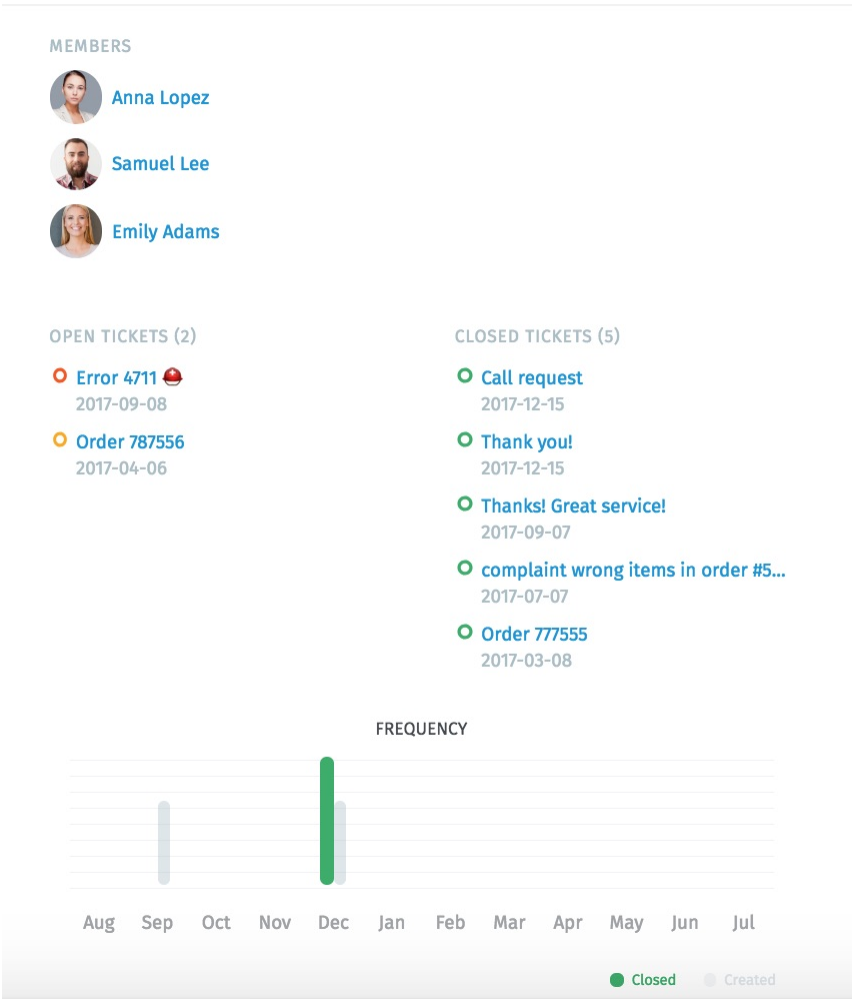 MEMBERS
Anna Lopez
Samuel Lee
Emily Adams
OPEN TICKETS (2)
Error 4711
2017-09-08
Order 787556
2017-04-06
CLOSED TICKETS (5)
Call request
2017-12-15
Thank you!
2017-12-15
Thanks! Great service!
2017-09-07
complaint wrong items in order #5...
2017-07-07
Order 777555
2017-03-08
FREQUENCY
Aug Sep Oct Nov Dec Jan Feb Mar Apr May Jun Jul
Closed Created